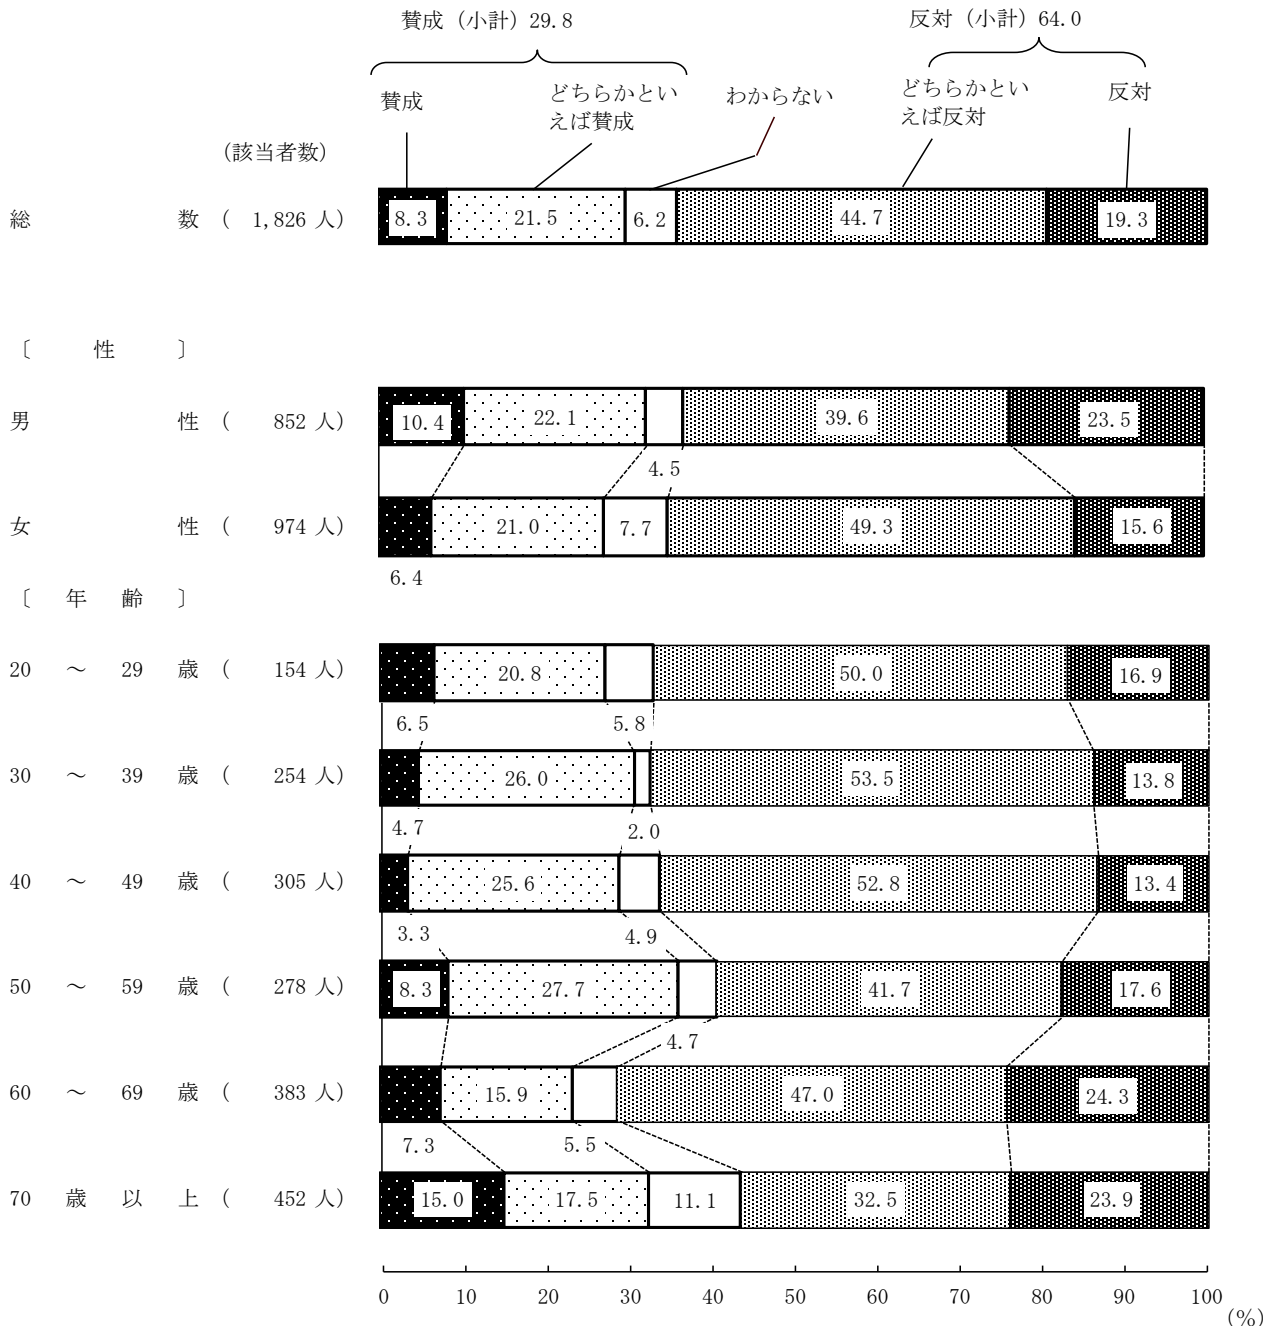 賛成（小計）29.8
反対（小計）64.0
賛成
どちらかとい
えば賛成
わからない
どちらかとい
えば反対
反対
（該当者数）
総数（ 1,826 人） 8.3 21.5 6.2 44.7 19.3
〔 性 〕
男性（ 852 人） 10.4 22.1 39.6 23.5
4.5
女性（ 974 人） 21.0 7.7 49.3 15.6
6.4
〔 年 齢 〕
20 ～ 29 歳（ 154 人） 20.8 50.0 16.9
6.5 5.8
30 ～ 39 歳（ 254 人） 26.0 53.5 13.8
4.7 2.0
40 ～ 49 歳（ 305 人） 25.6 52.8 13.4
3.3 4.9
50 ～ 59 歳（ 278 人） 8.3 27.7 41.7 17.6
4.7
60 ～ 69 歳（ 383 人） 15.9 47.0 24.3
7.3 5.5
70 歳以上（ 452 人） 15.0 17.5 11.1 32.5 23.9
0 10 20 30 40 50 60 70 80 90 100
（%）